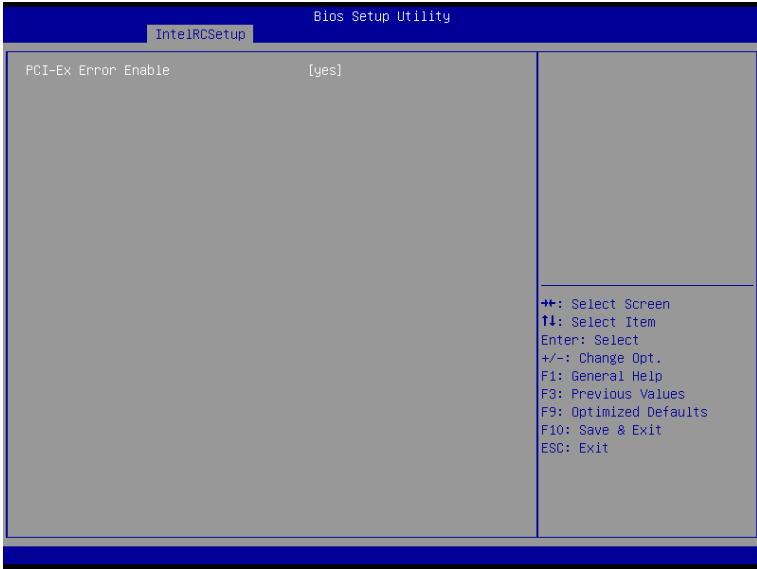 Bios Setup Utility
IntelRCSetup
PCI-Ex Error Enable [yes]
→←: Select Screen
↑↓: Select Item
Enter: Select
+/-: Change Opt.
F1: General Help
F3: Previous Values
F9: Optimized Defaults
F10: Save & Exit
ESC: Exit